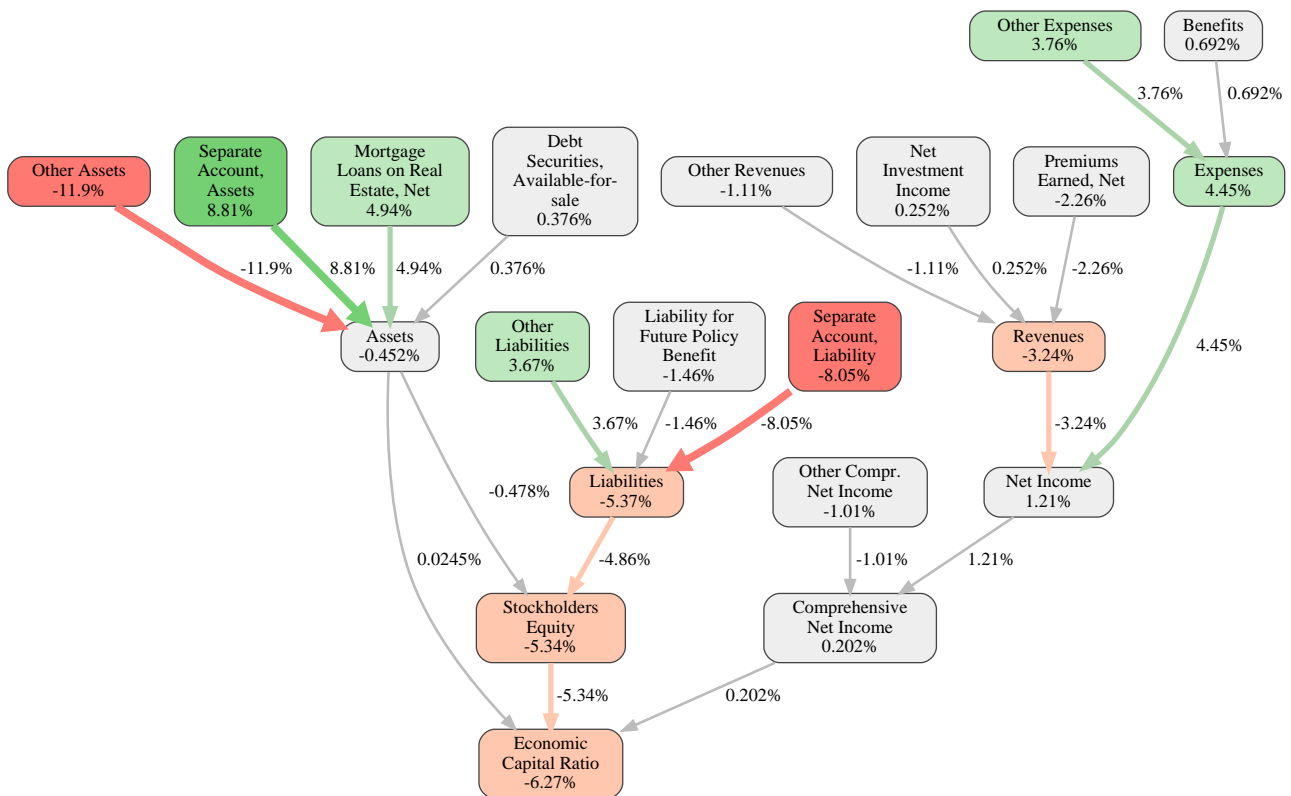 Other Expenses
3.76%
Benefits
0.692%
3.76%
0.692%
Other Assets
-11.9%
Separate
Account,
Assets
8.81%
Mortgage
Loans on Real
Estate, Net
4.94%
Debt
Securities,
Available-for-
sale
0.376%
Other Revenues
-1.11%
Net
Investment
Income
0.252%
Premiums
Earned, Net
-2.26%
Expenses
4.45%
-11.9%
8.81%
4.94%
0.376%
-1.11%
0.252%
-2.26%
Assets
-0.452%
Other
Liabilities
3.67%
Liability for
Future Policy
Benefit
-1.46%
Separate
Account,
Liability
-8.05%
Revenues
-3.24%
4.45%
3.67%
-1.46%
-8.05%
-3.24%
-0.478%
Liabilities
-5.37%
Other Compr.
Net Income
-1.01%
Net Income
1.21%
0.0245%
-4.86%
-1.01%
1.21%
Stockholders
Equity
-5.34%
Comprehensive
Net Income
0.202%
-5.34%
0.202%
Economic
Capital Ratio
-6.27%